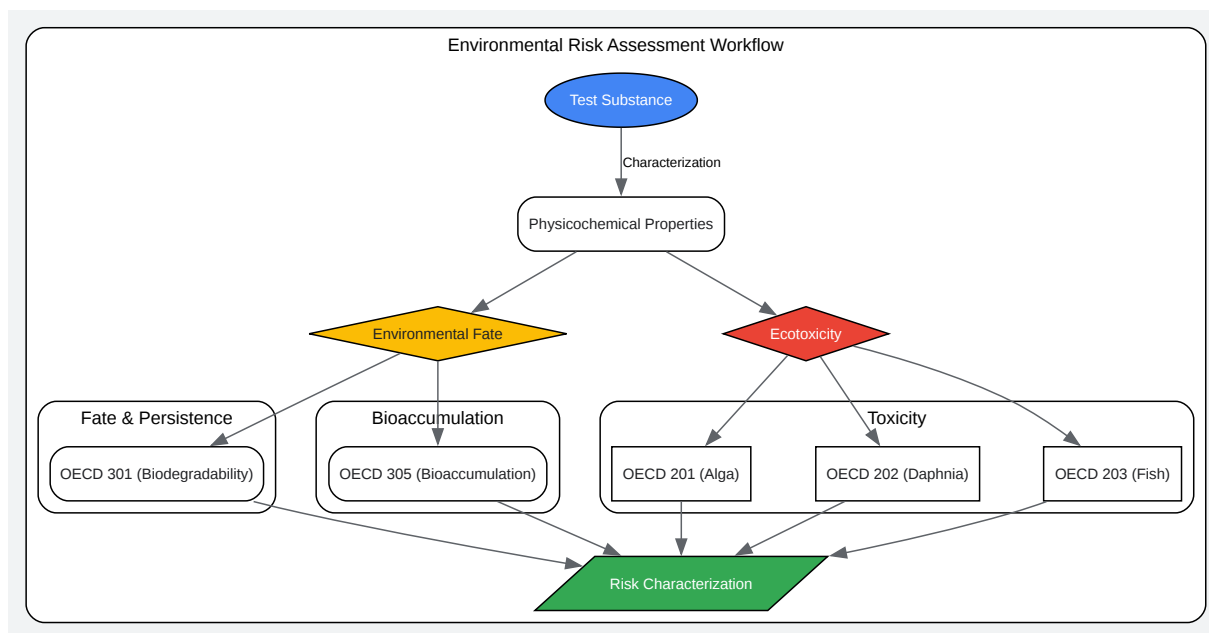 Environmental Risk Assessment Workflow
Test Substance
Characterization
Physicochemical Properties
Environmental Fate
Ecotoxicity
Fate & Persistence
Bioaccumulation
Toxicity
OECD 301 (Biodegradability)
OECD 305 (Bioaccumulation)
OECD 201 (Alga)
OECD 202 (Daphnia)
OECD 203 (Fish)
Risk Characterization